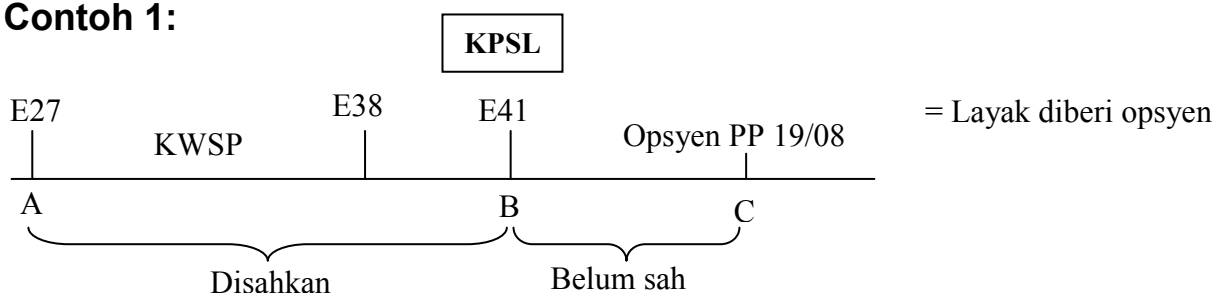 Contoh 1:
KPSL
E27 E38 E41 = Layak diberi opsyen
KWSP Opsyen PP 19/08
A B C
Disahkan Belum sah